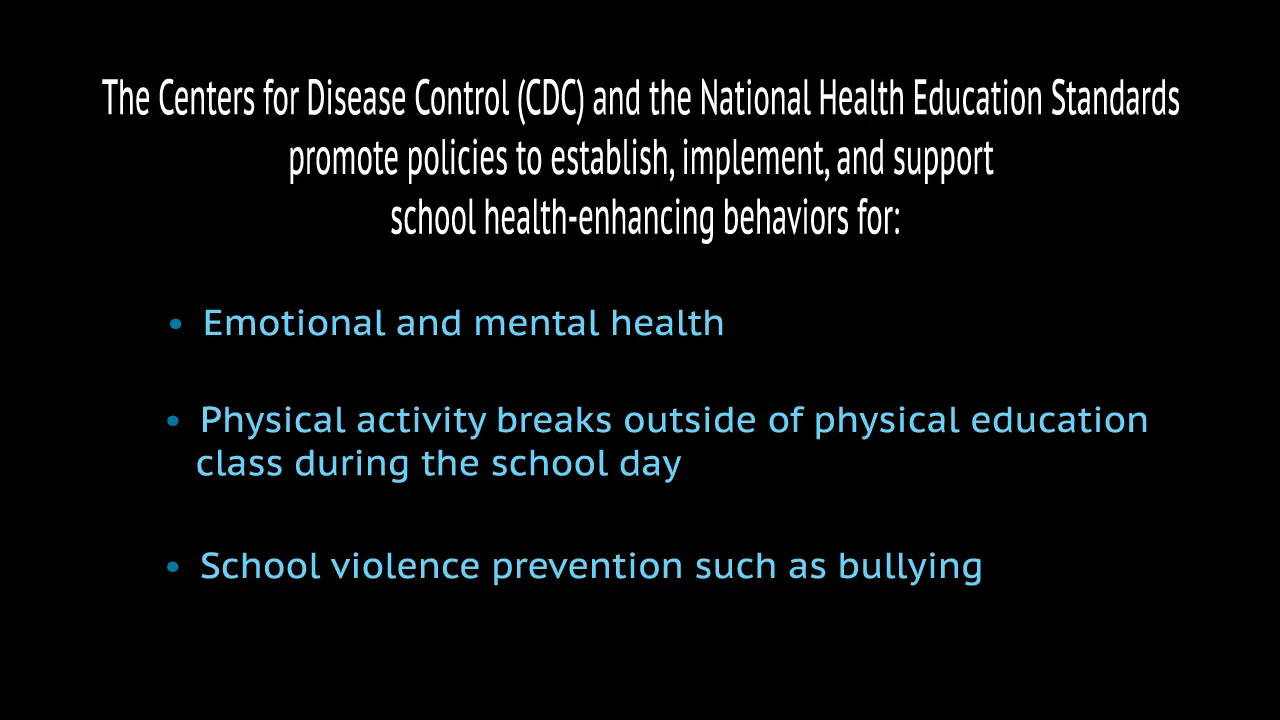 The Centers for Disease Control (CDC) and the National Health Education Standards
promote policies to establish, implement, and support
school health-enhancing behaviors for:
• Emotional and mental health
• Physical activity breaks outside of physical education
class during the school day
• School violence prevention such as bullying